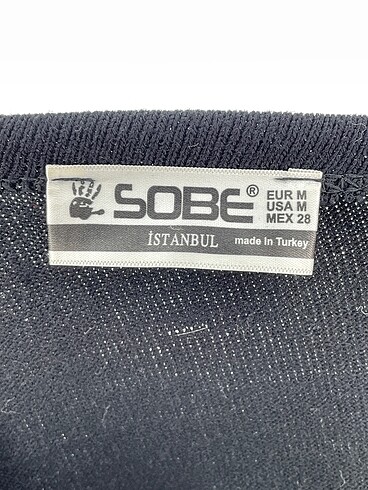 SOBE®
EUR M
USA M
MEX 28
İSTANBUL
made In Turkey